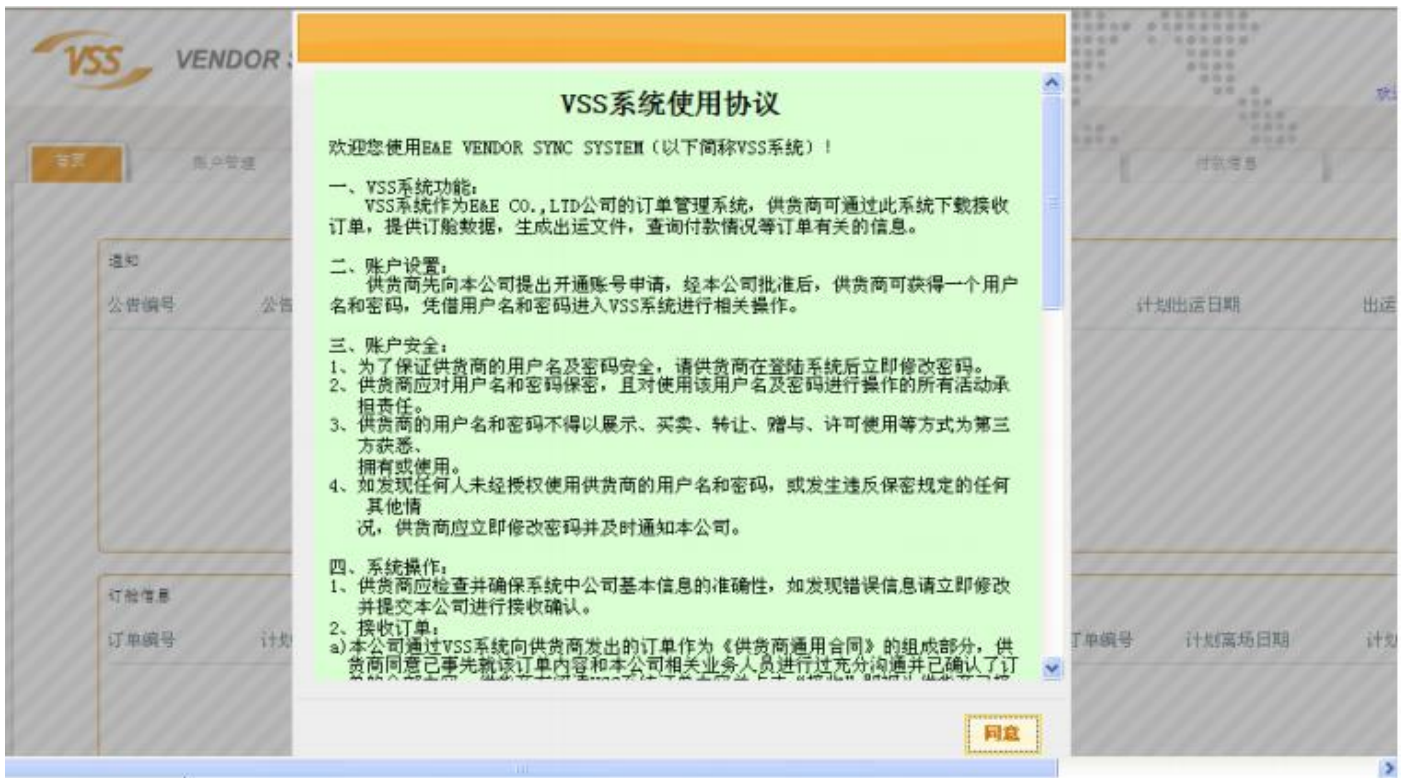 VSS VENDOR
VSS系统使用协议
欢迎您使用E&E VENDOR SYNC SYSTEM（以下简称VSS系统）！
首页
账户管理
付款信息
一、VSS系统功能：
VSS系统作为E&E CO.,LTD公司的订单管理系统，供货商可通过此系统下载接收
订单，提供订舱数据，生成出运文件，查询付款情况等订单有关的信息。
二、账户设置：
供货商先向本公司提出开通账号申请，经本公司批准后，供货商可获得一个用户
名和密码，凭借用户名和密码进入VSS系统进行相关操作。
三、账户安全：
1、为了保证供货商的用户名及密码安全，请供货商在登陆系统后立即修改密码。
2、供货商应对用户名和密码保密，且对使用该用户名及密码进行操作的所有活动承
担责任。
3、供货商的用户名和密码不得以展示、买卖、转让、赠与、许可使用等方式为第三
方获悉、
拥有或使用。
4、如发现任何人未经授权使用供货商的用户名和密码，或发生违反保密规定的任何
其他情
况，供货商应立即修改密码并及时通知本公司。
四、系统操作：
1、供货商应检查并确保系统中公司基本信息的准确性，如发现错误信息请立即修改
并提交本公司进行接收确认。
2、接收订单：
a)本公司通过VSS系统向供货商发出的订单作为《供货商通用合同》的组成部分，供
货商同意已事先就该订单内容和本公司相关业务人员进行过充分沟通并已确认了订
同意
通知
公告编号
公告
计划出运日期
出运
订舱信息
订单编号
计划
订单编号
计划离场日期
计划